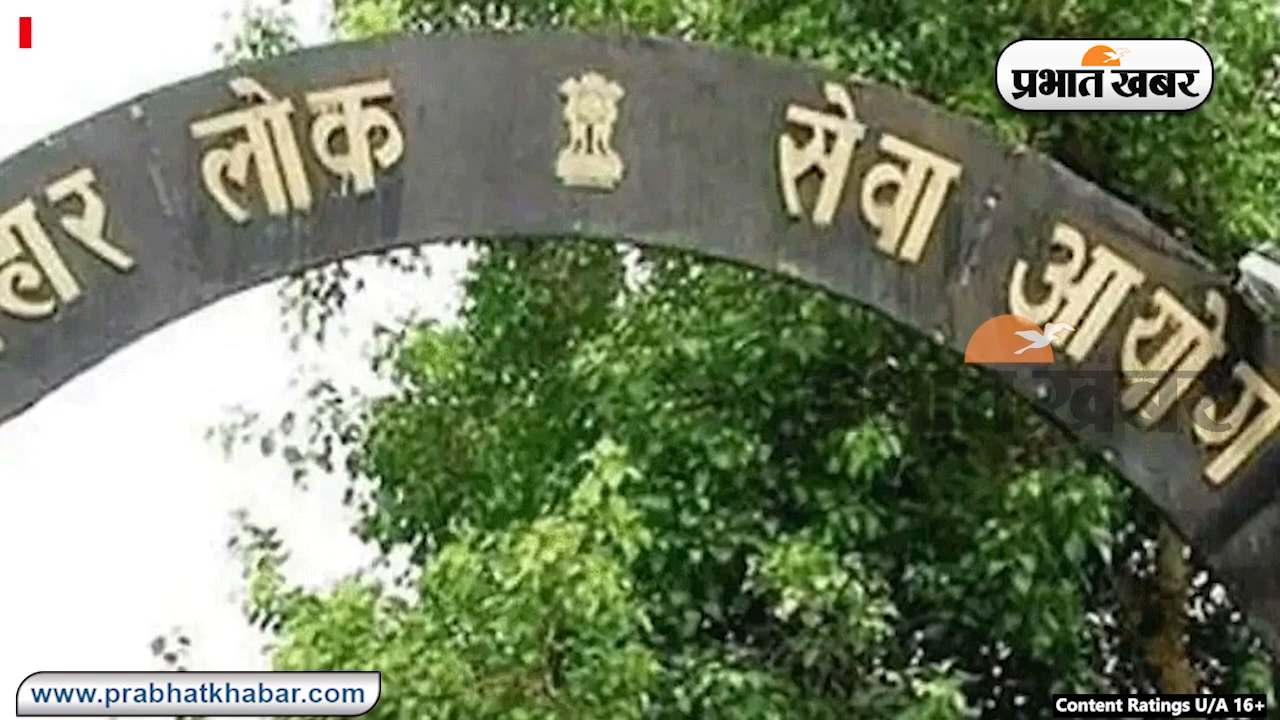 प्रभात खबर
हार लोक सेवा आयोग
www.prabhatkhabar.com
Content Ratings U/A 16+